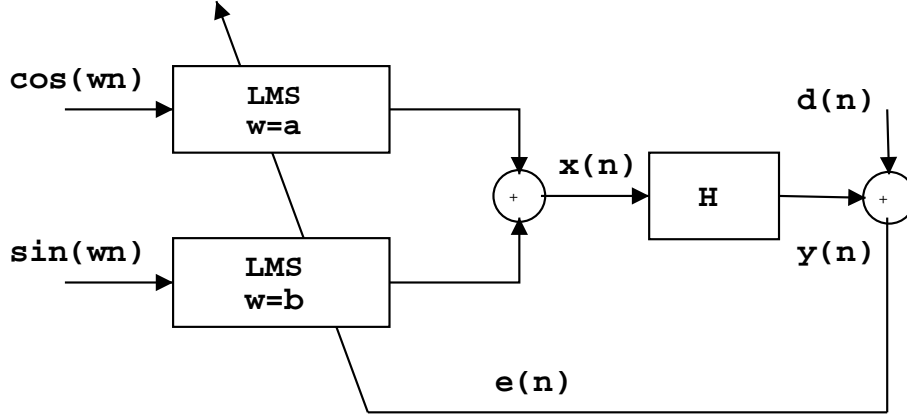 cos(wn)
LMS
w=a
d(n)
x(n)
+
H
+
sin(wn)
LMS
w=b
y(n)
e(n)